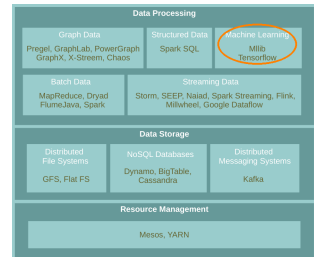 Data Processing
Graph Data
Pregel, GraphLab, PowerGraph
GraphX, X-Streem, Chaos
Structured Data
Spark SQL
Machine Learning
Mllib
Tensorflow
Batch Data
MapReduce, Dryad
FlumeJava, Spark
Streaming Data
Storm, SEEP, Naiad, Spark Streaming, Flink,
Millwheel, Google Dataflow
Data Storage
Distributed
File Systems
GFS, Flat FS
NoSQL Databases
Dynamo, BigTable,
Cassandra
Distributed
Messaging Systems
Kafka
Resource Management
Mesos, YARN